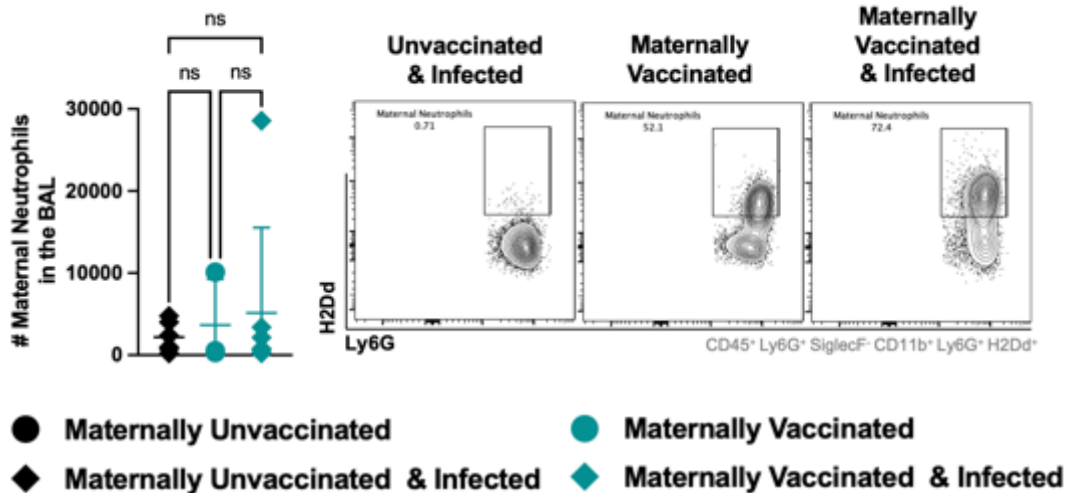 ns
ns
ns
30000
20000
10000
0
# Maternal Neutrophils
in the BAL
Unvaccinated
& Infected
Maternally
Vaccinated
Maternally
Vaccinated
& Infected
Maternal Neutrophils
0.71
Maternal Neutrophils
52.1
Maternal Neutrophils
72.4
H2Dd
Ly6G
CD45⁺ Ly6G⁺ SiglecF⁻ CD11b⁺ Ly6G⁺ H2Dd⁺
Maternally Unvaccinated
Maternally Vaccinated
Maternally Unvaccinated & Infected
Maternally Vaccinated & Infected